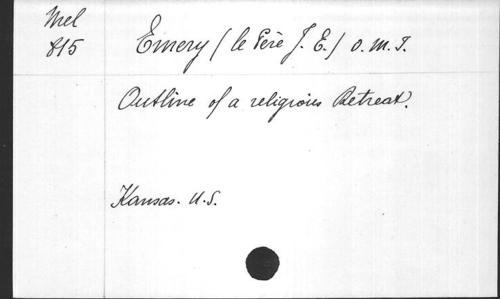 Mel
815
Emery (le Père J. E.) O.M.I.
Outline of a religious Retreat.
Kansas. U.S.